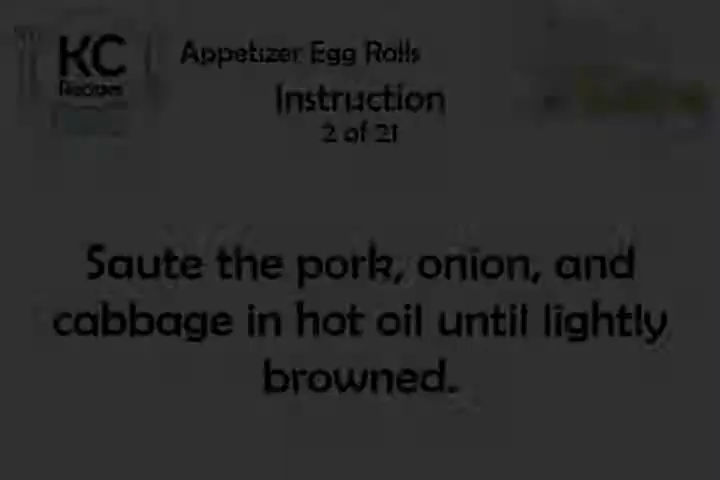 KC
Recipes
Appetizer Egg Rolls
Instruction
2 of 21
Saute the pork, onion, and
cabbage in hot oil until lightly
browned.